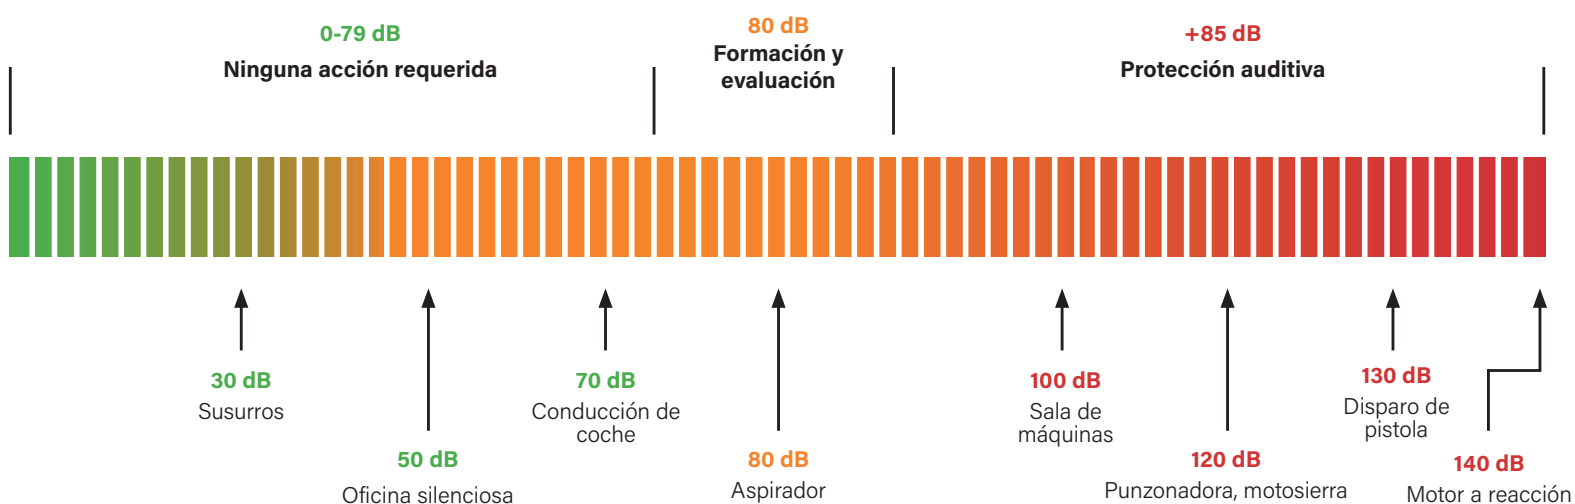 0-79 dB
Ninguna acción requerida
80 dB
Formación y
evaluación
+85 dB
Protección auditiva
30 dB
Susurros
50 dB
Oficina silenciosa
70 dB
Conducción de
coche
80 dB
Aspirador
100 dB
Sala de
máquinas
120 dB
Punzonadora, motosierra
130 dB
Disparo de
pistola
140 dB
Motor a reacción